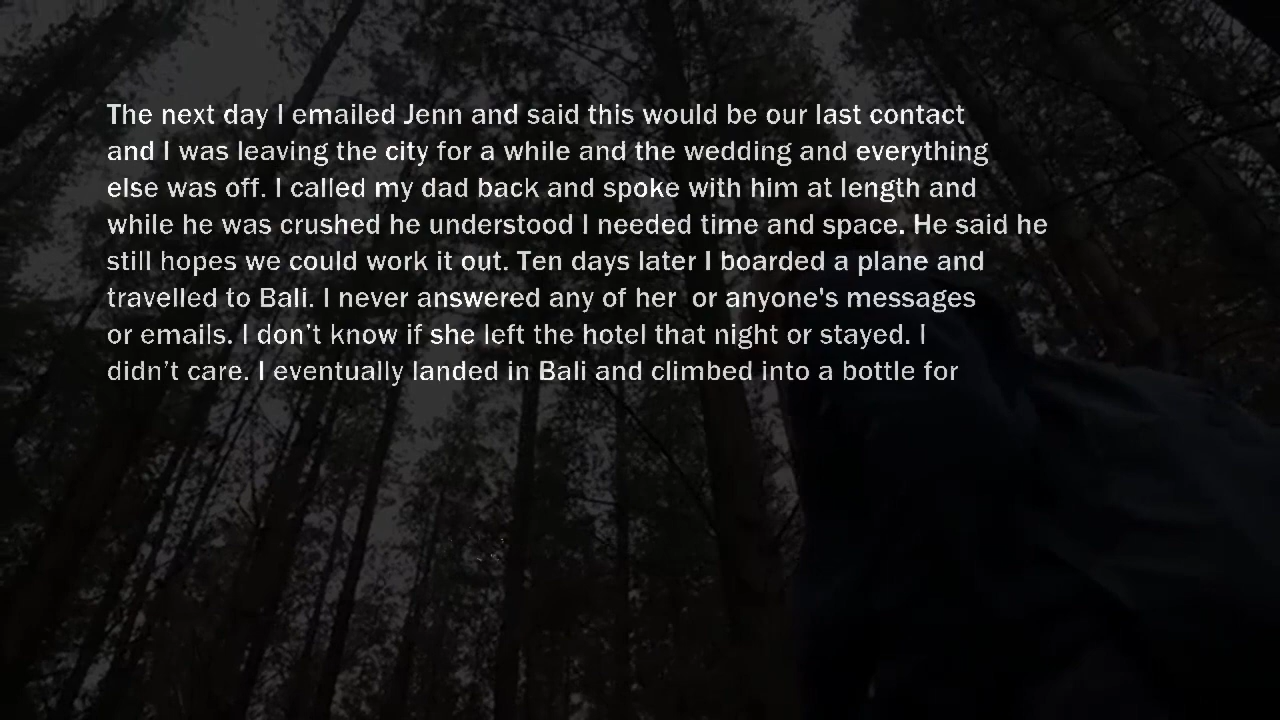 The next day I emailed Jenn and said this would be our last contact
and I was leaving the city for a while and the wedding and everything
else was off. I called my dad back and spoke with him at length and
while he was crushed he understood I needed time and space. He said he
still hopes we could work it out. Ten days later I boarded a plane and
travelled to Bali. I never answered any of her  or anyone's messages
or emails. I don’t know if she left the hotel that night or stayed. I
didn’t care. I eventually landed in Bali and climbed into a bottle for